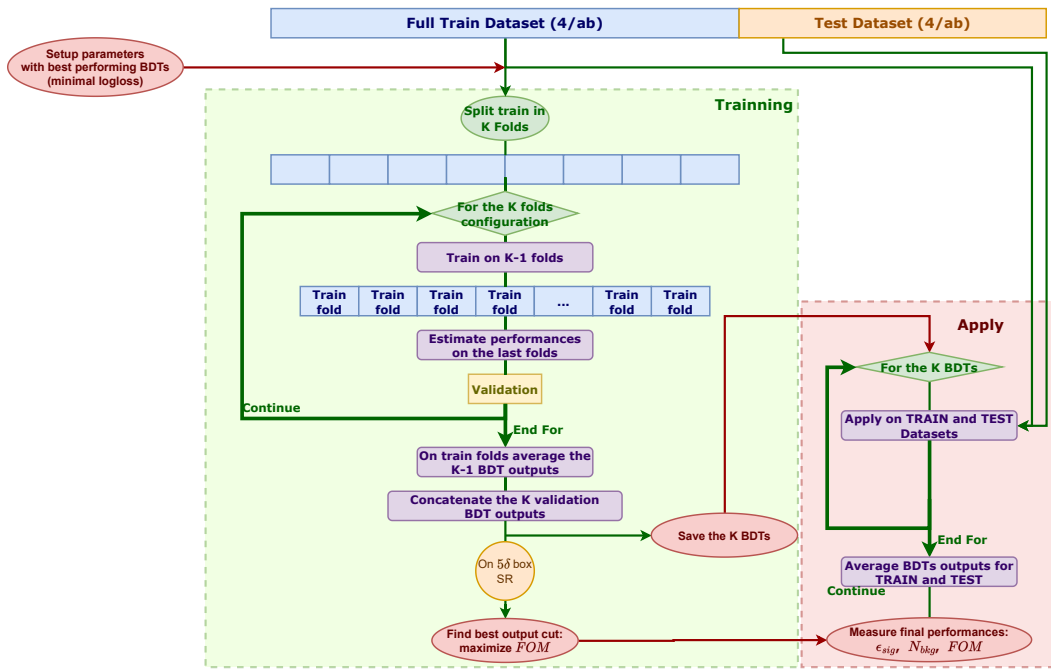 Full Train Dataset (4/ab)
Test Dataset (4/ab)
Setup parameters
with best performing BDTs
(minimal logloss)
Trainning
Split train in
K Folds
For the K folds
configuration
Train on K-1 folds
Train
fold
Train
fold
Train
fold
Train
fold
...
Train
fold
Train
fold
Estimate performances
on the last folds
Validation
Continue
End For
On train folds average the
K-1 BDT outputs
Concatenate the K validation
BDT outputs
Save the K BDTs
On 5δ box
SR
Find best output cut:
maximize FOM
Apply
For the K BDTs
Apply on TRAIN and TEST
Datasets
End For
Average BDTs outputs for
TRAIN and TEST
Continue
Measure final performances:
ϵ_sig, N_bkg, FOM